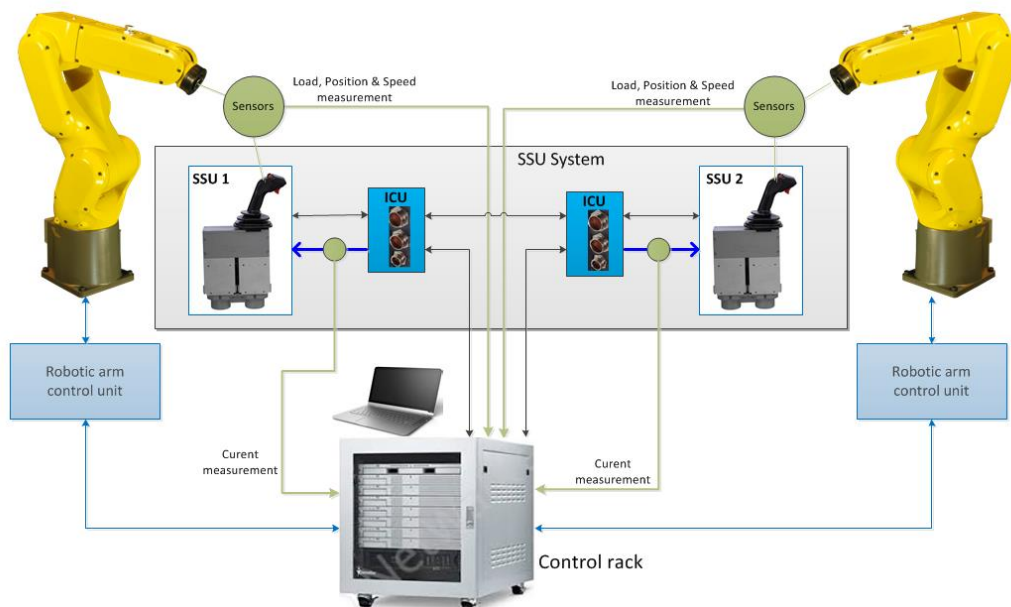 Load, Position & Speed
measurement
Sensors
Load, Position & Speed
measurement
Sensors
SSU System
SSU 1
ICU
ICU
SSU 2
Robotic arm
control unit
Robotic arm
control unit
Curent
measurement
Curent
measurement
Control rack